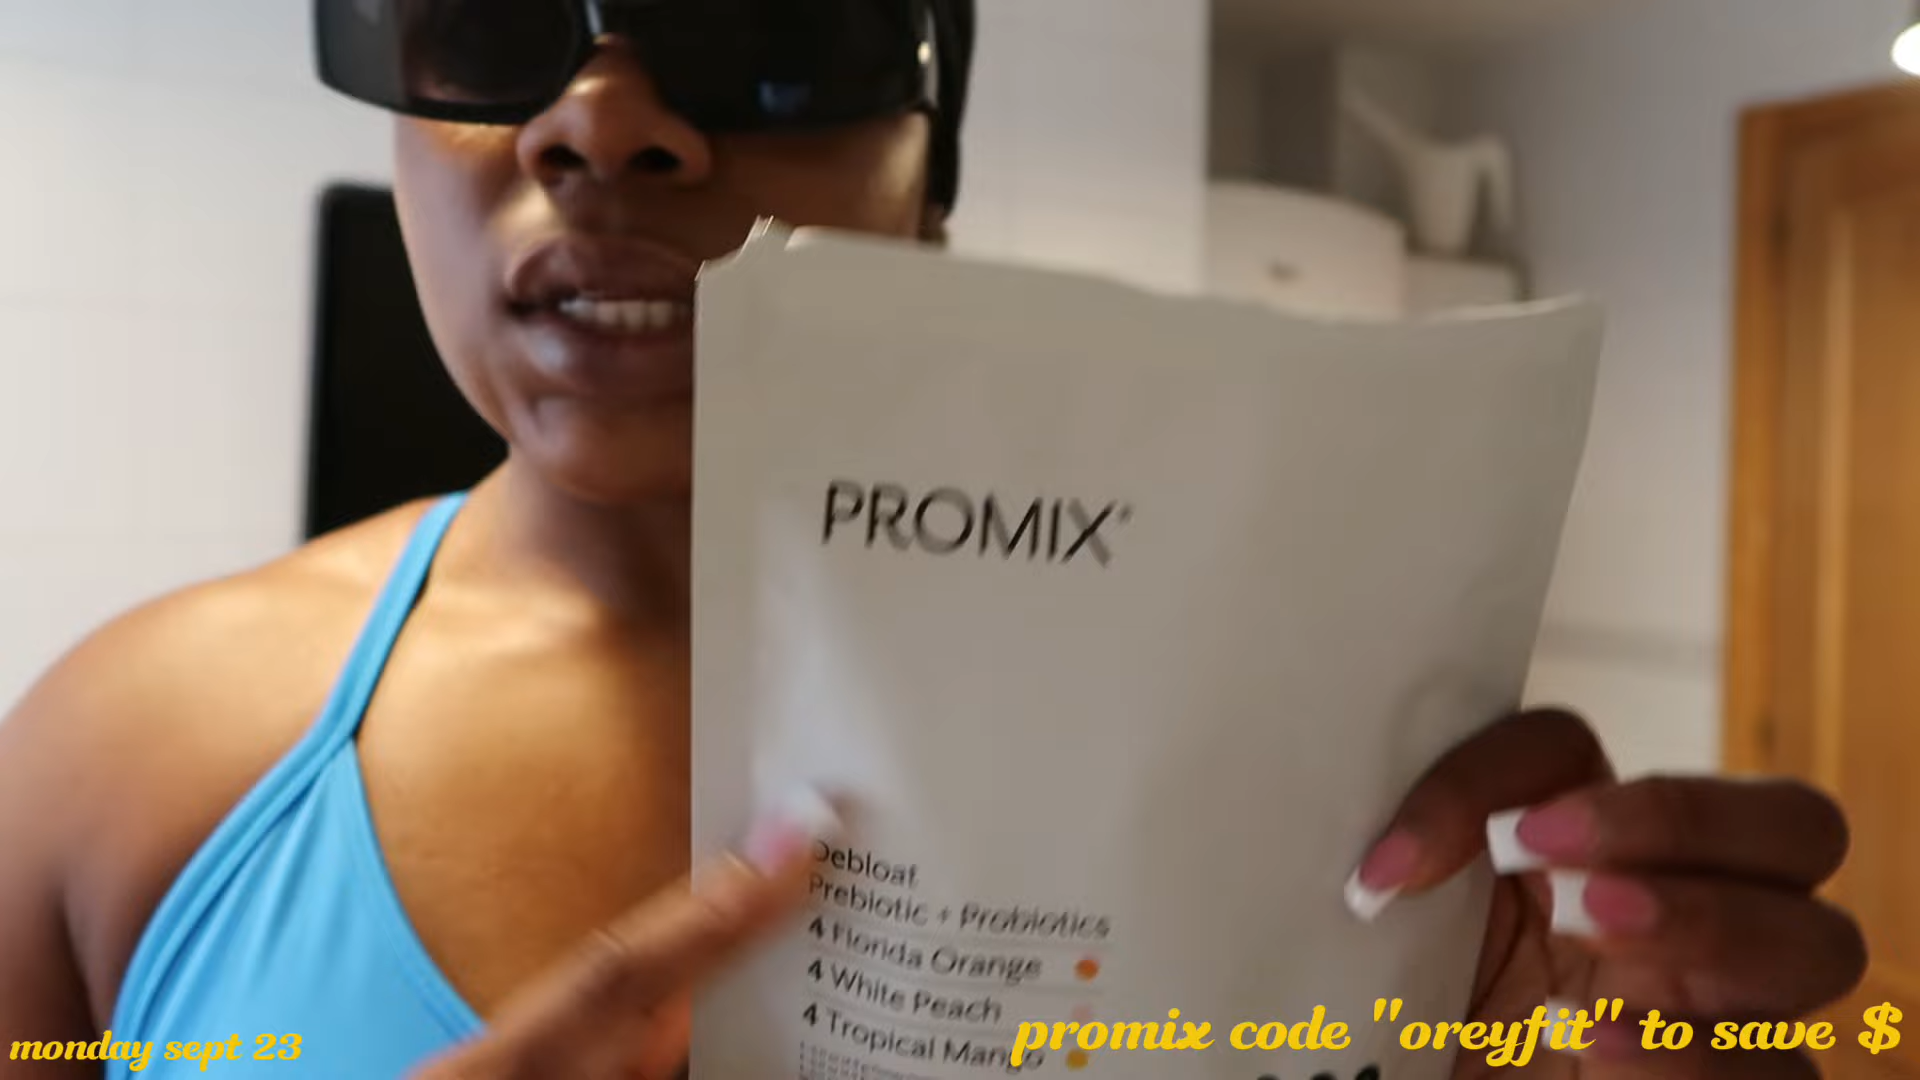 PROMIX
Debloat
Prebiotic + Probiotics
4 Florida Orange
4 White Peach
4 Tropical Mango
monday sept 23
promix code "oreyfit" to save $